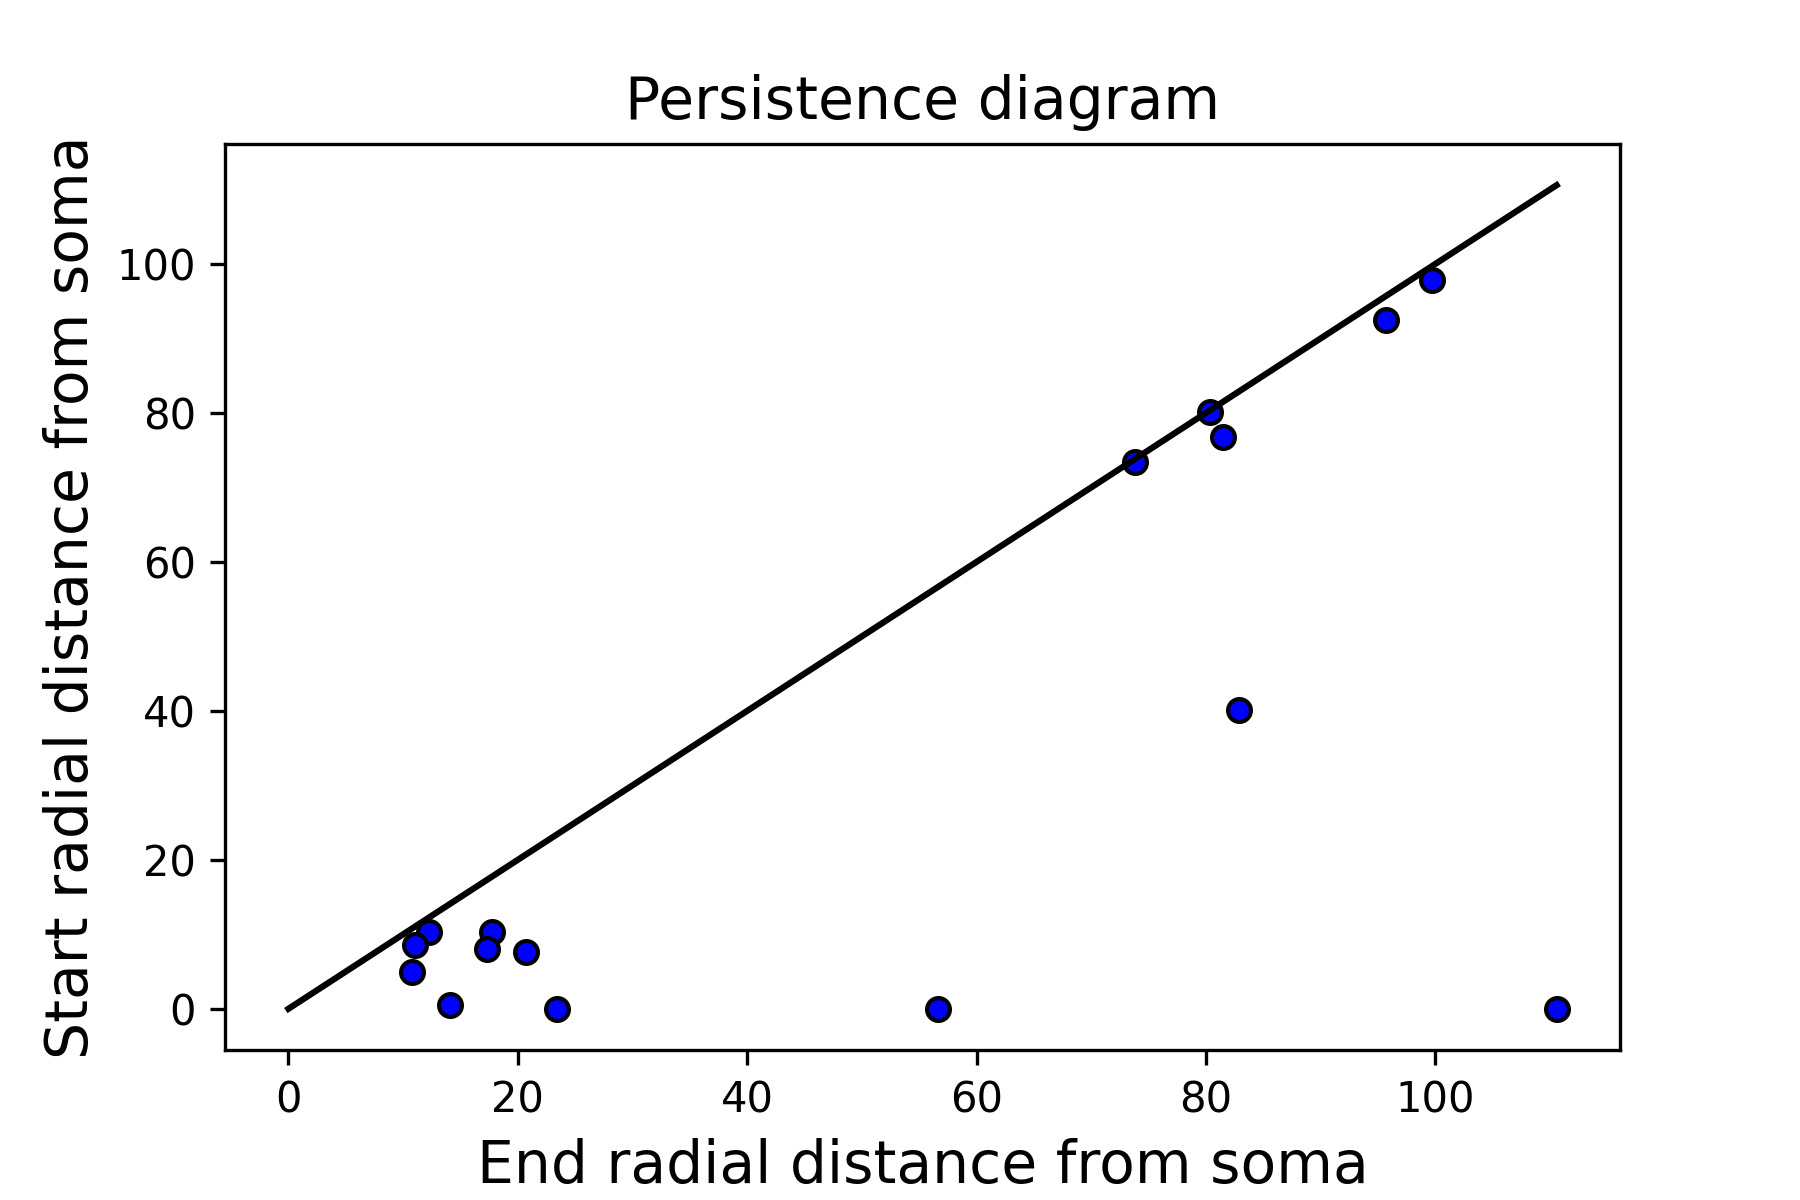 Persistence diagram
Start radial distance from soma
100
80
60
40
20
0
0 20 40 60 80 100
End radial distance from soma